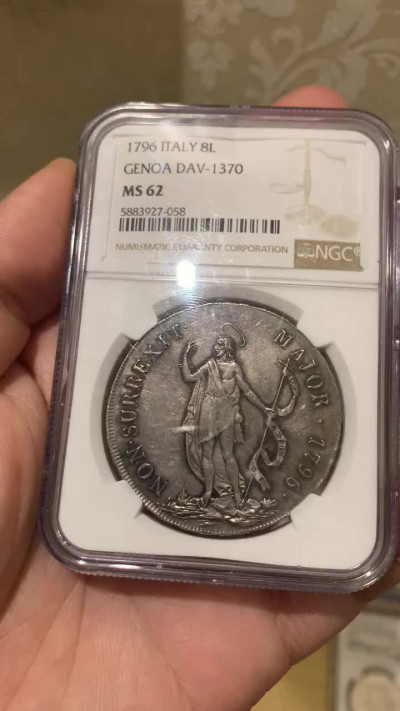 1796 ITALY 8L
GENOA DAV-1370
MS 62
5883927-058
NUMISMATIC GUARANTY CORPORATION
NGC®
NON · SURREXIT MAJOR · 1796 ·